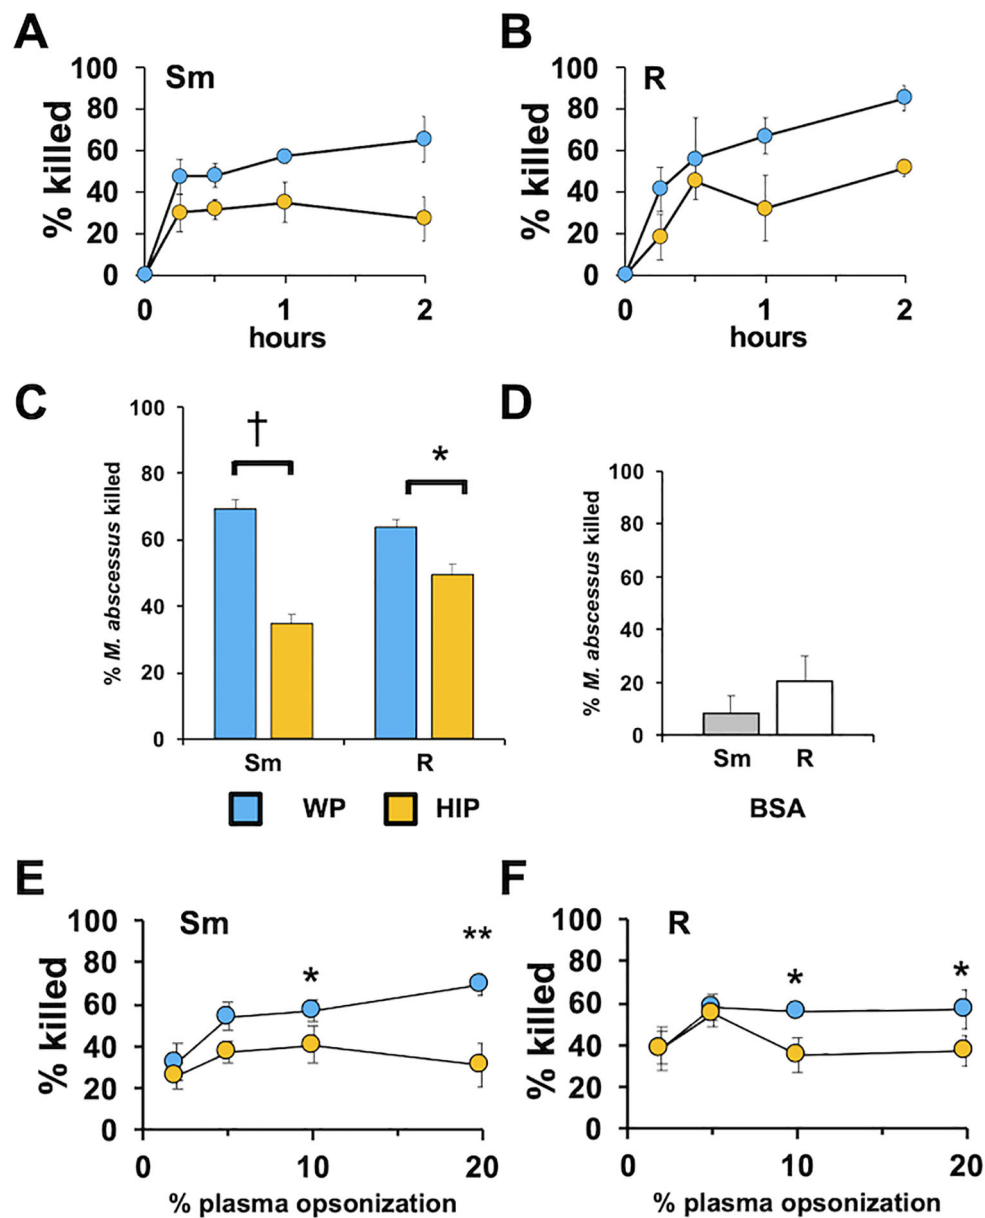 A
Sm
% killed
100
80
60
40
20
0
0
1
2
hours
B
R
% killed
100
80
60
40
20
0
0
1
2
hours
C
% M. abscessus killed
100
80
60
40
20
0
†
*
Sm
R
WP
HIP
D
% M. abscessus killed
100
80
60
40
20
0
Sm
R
BSA
E
Sm
% killed
100
80
60
40
20
0
*
**
0
10
20
% plasma opsonization
F
R
% killed
100
80
60
40
20
0
*
*
0
10
20
% plasma opsonization